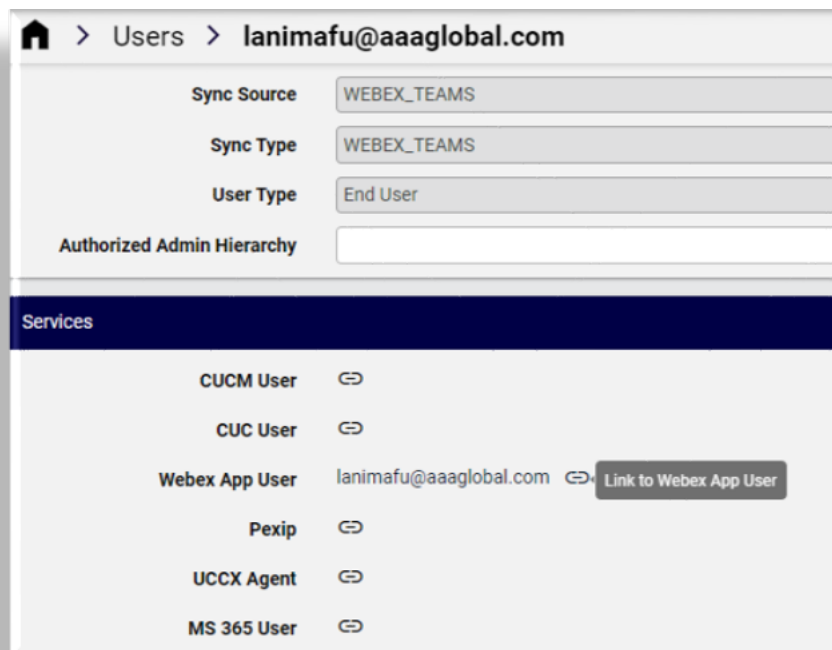 > Users > lanimafu@aaaglobal.com
Sync Source WEBEX_TEAMS
Sync Type WEBEX_TEAMS
User Type End User
Authorized Admin Hierarchy
Services
CUCM User
CUC User
Webex App User lanimafu@aaaglobal.com Link to Webex App User
Pexip
UCCX Agent
MS 365 User